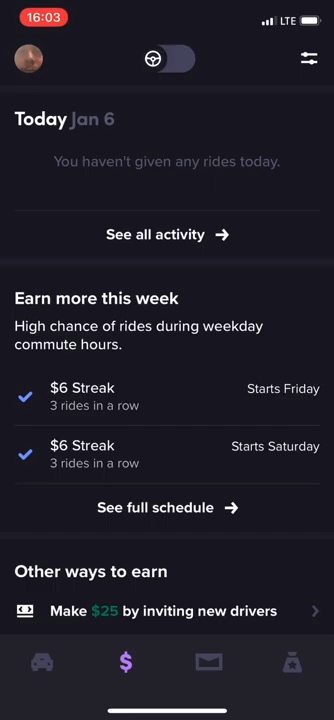 16:03
LTE
Today Jan 6
You haven't given any rides today.
See all activity →
Earn more this week
High chance of rides during weekday
commute hours.
$6 Streak
Starts Friday
3 rides in a row
$6 Streak
Starts Saturday
3 rides in a row
See full schedule →
Other ways to earn
Make $25 by inviting new drivers
$